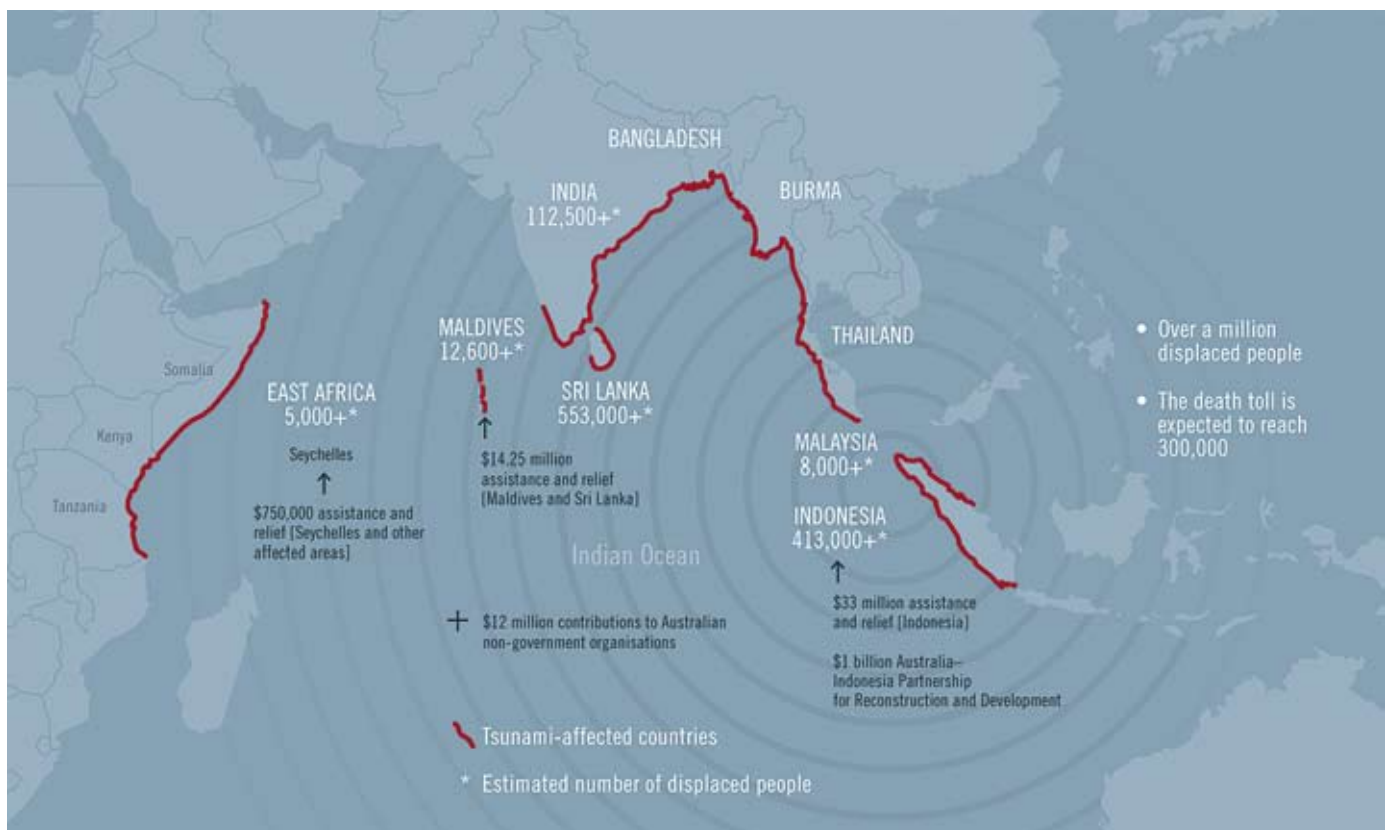 BANGLADESH
INDIA
112,500+*
BURMA
MALDIVES
12,600+*
THAILAND
• Over a million
displaced people
Somalia
EAST AFRICA
5,000+*
SRI LANKA
553,000+*
• The death toll is
expected to reach
300,000
Kenya
Seychelles
$14.25 million
assistance and relief
[Maldives and Sri Lanka]
MALAYSIA
8,000+*
Tanzania
$750,000 assistance and
relief [Seychelles and other
affected areas]
INDONESIA
413,000+*
Indian Ocean
+ $12 million contributions to Australian
non-government organisations
$33 million assistance
and relief [Indonesia]
$1 billion Australia–
Indonesia Partnership
for Reconstruction and Development
Tsunami-affected countries
* Estimated number of displaced people